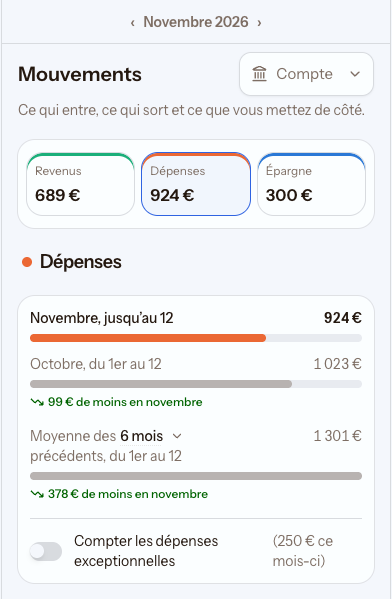 ‹ Novembre 2026 ›
Mouvements
Compte
Ce qui entre, ce qui sort et ce que vous mettez de côté.
Revenus
689 €
Dépenses
924 €
Épargne
300 €
Dépenses
Novembre, jusqu'au 12 924 €
Octobre, du 1er au 12 1 023 €
99 € de moins en novembre
Moyenne des 6 mois 1 301 €
précédents, du 1er au 12
378 € de moins en novembre
Compter les dépenses (250 € ce
exceptionnelles mois-ci)